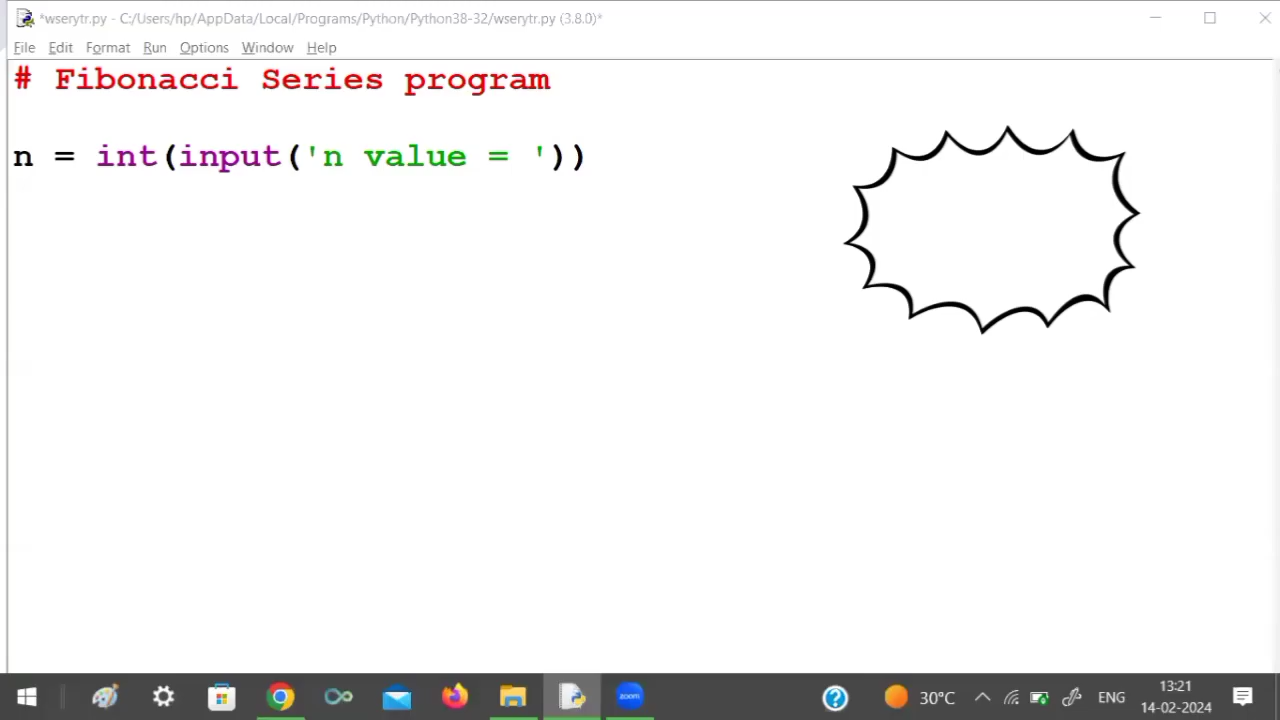 *wserytr.py - C:/Users/hp/AppData/Local/Programs/Python/Python38-32/wserytr.py (3.8.0)*
File Edit Format Run Options Window Help
# Fibonacci Series program
n = int(input('n value = '))
zoom
30°C
ENG
13:21
14-02-2024